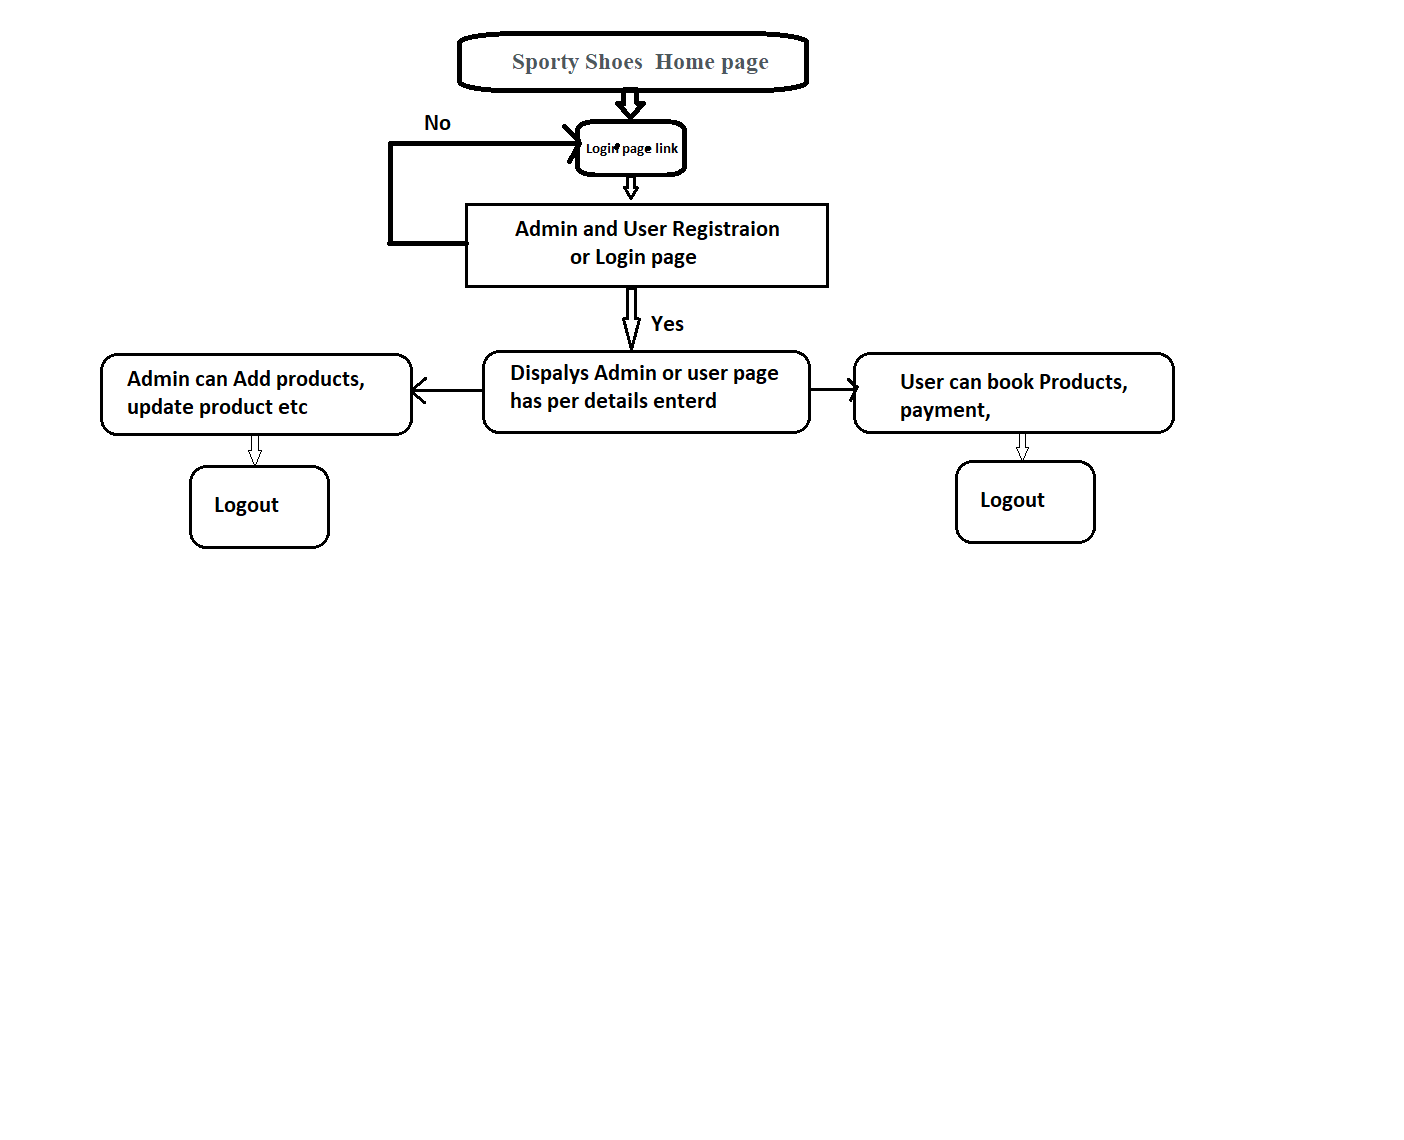 Sporty Shoes  Home page
No
Login page link
Admin and User Registraion
or Login page
Yes
Admin can Add products,
update product etc
Dispalys Admin or user page
has per details enterd
User can book Products,
payment,
Logout
Logout